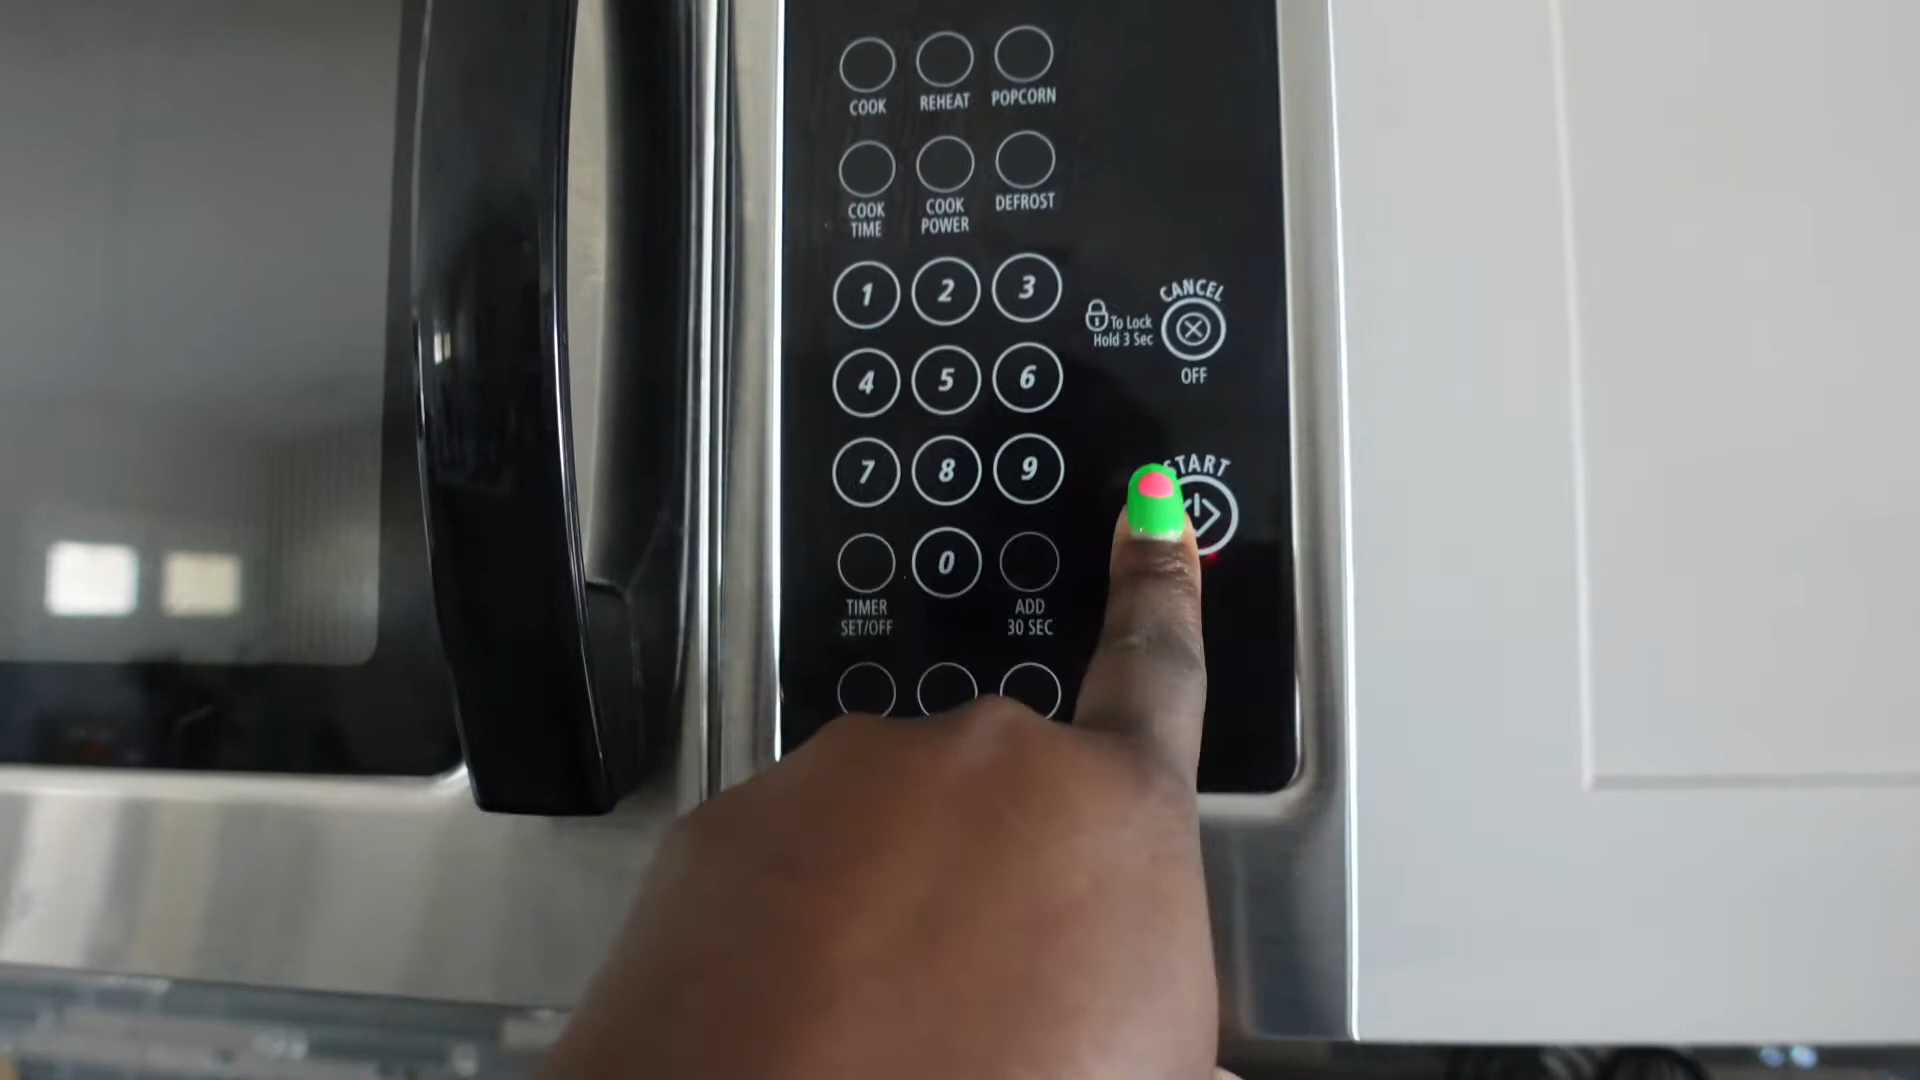 COOK
REHEAT
POPCORN
COOK
TIME
COOK
POWER
DEFROST
1
2
3
CANCEL
To Lock
Hold 3 Sec
OFF
4
5
6
START
7
8
9
0
TIMER
SET/OFF
ADD
30 SEC